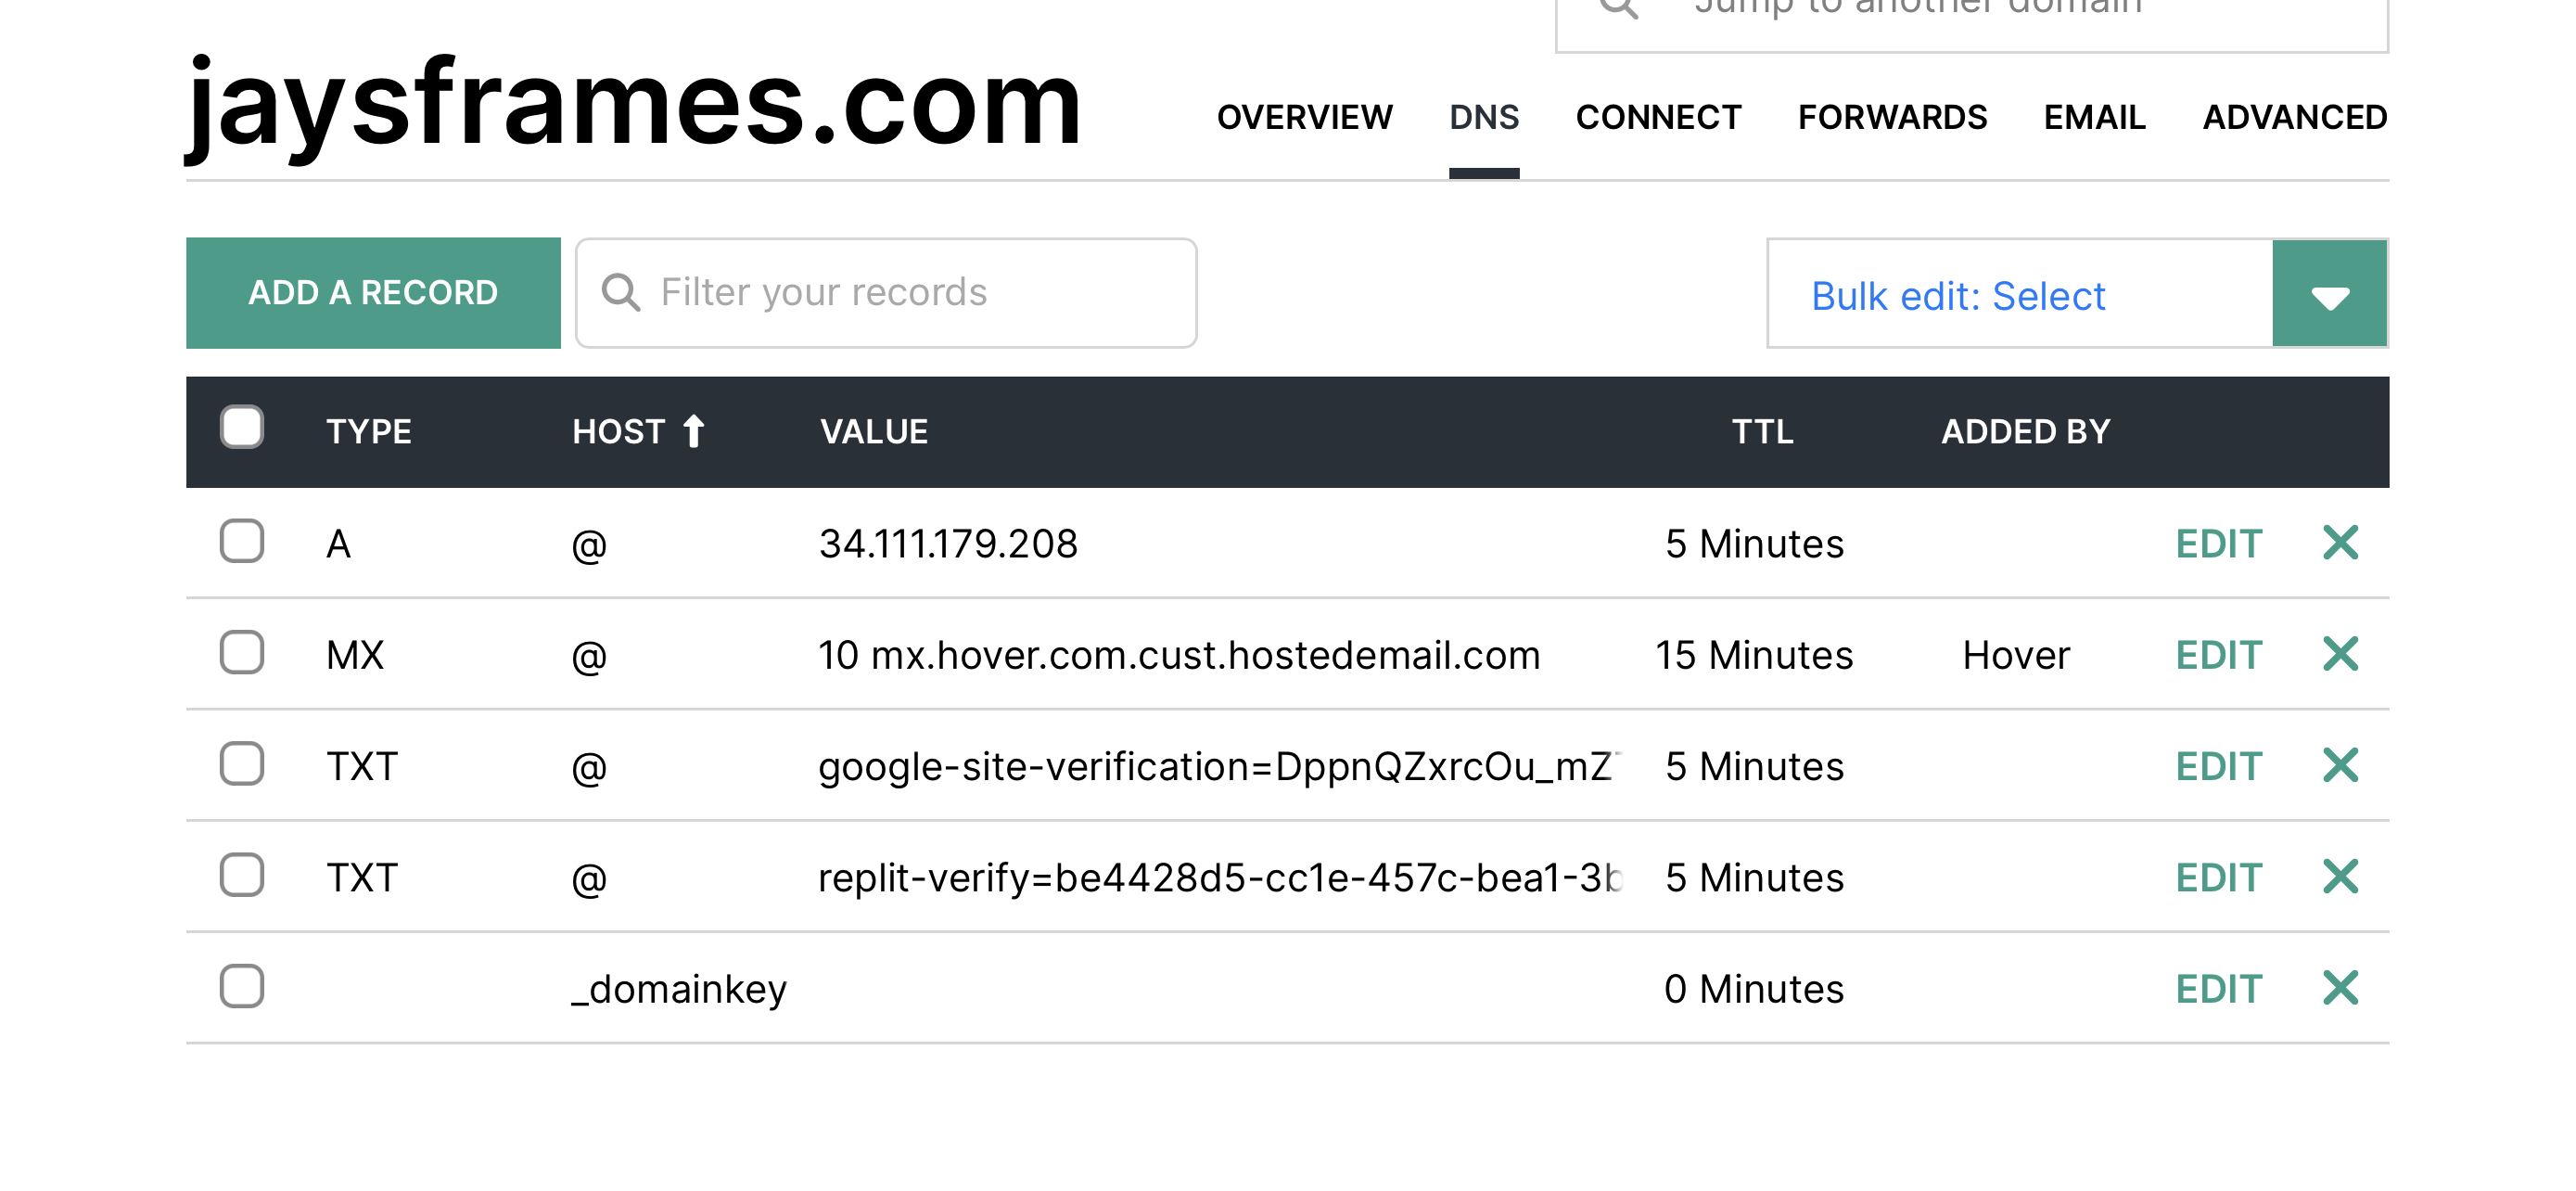 Jump to another domain
jaysframes.com
OVERVIEW DNS CONNECT FORWARDS EMAIL ADVANCED
ADD A RECORD Filter your records Bulk edit: Select
TYPE HOST VALUE TTL ADDED BY
A @ 34.111.179.208 5 Minutes EDIT
MX @ 10 mx.hover.com.cust.hostedemail.com 15 Minutes Hover EDIT
TXT @ google-site-verification=DppnQZxrcOu_mZ 5 Minutes EDIT
TXT @ replit-verify=be4428d5-cc1e-457c-bea1-3b 5 Minutes EDIT
_domainkey 0 Minutes EDIT